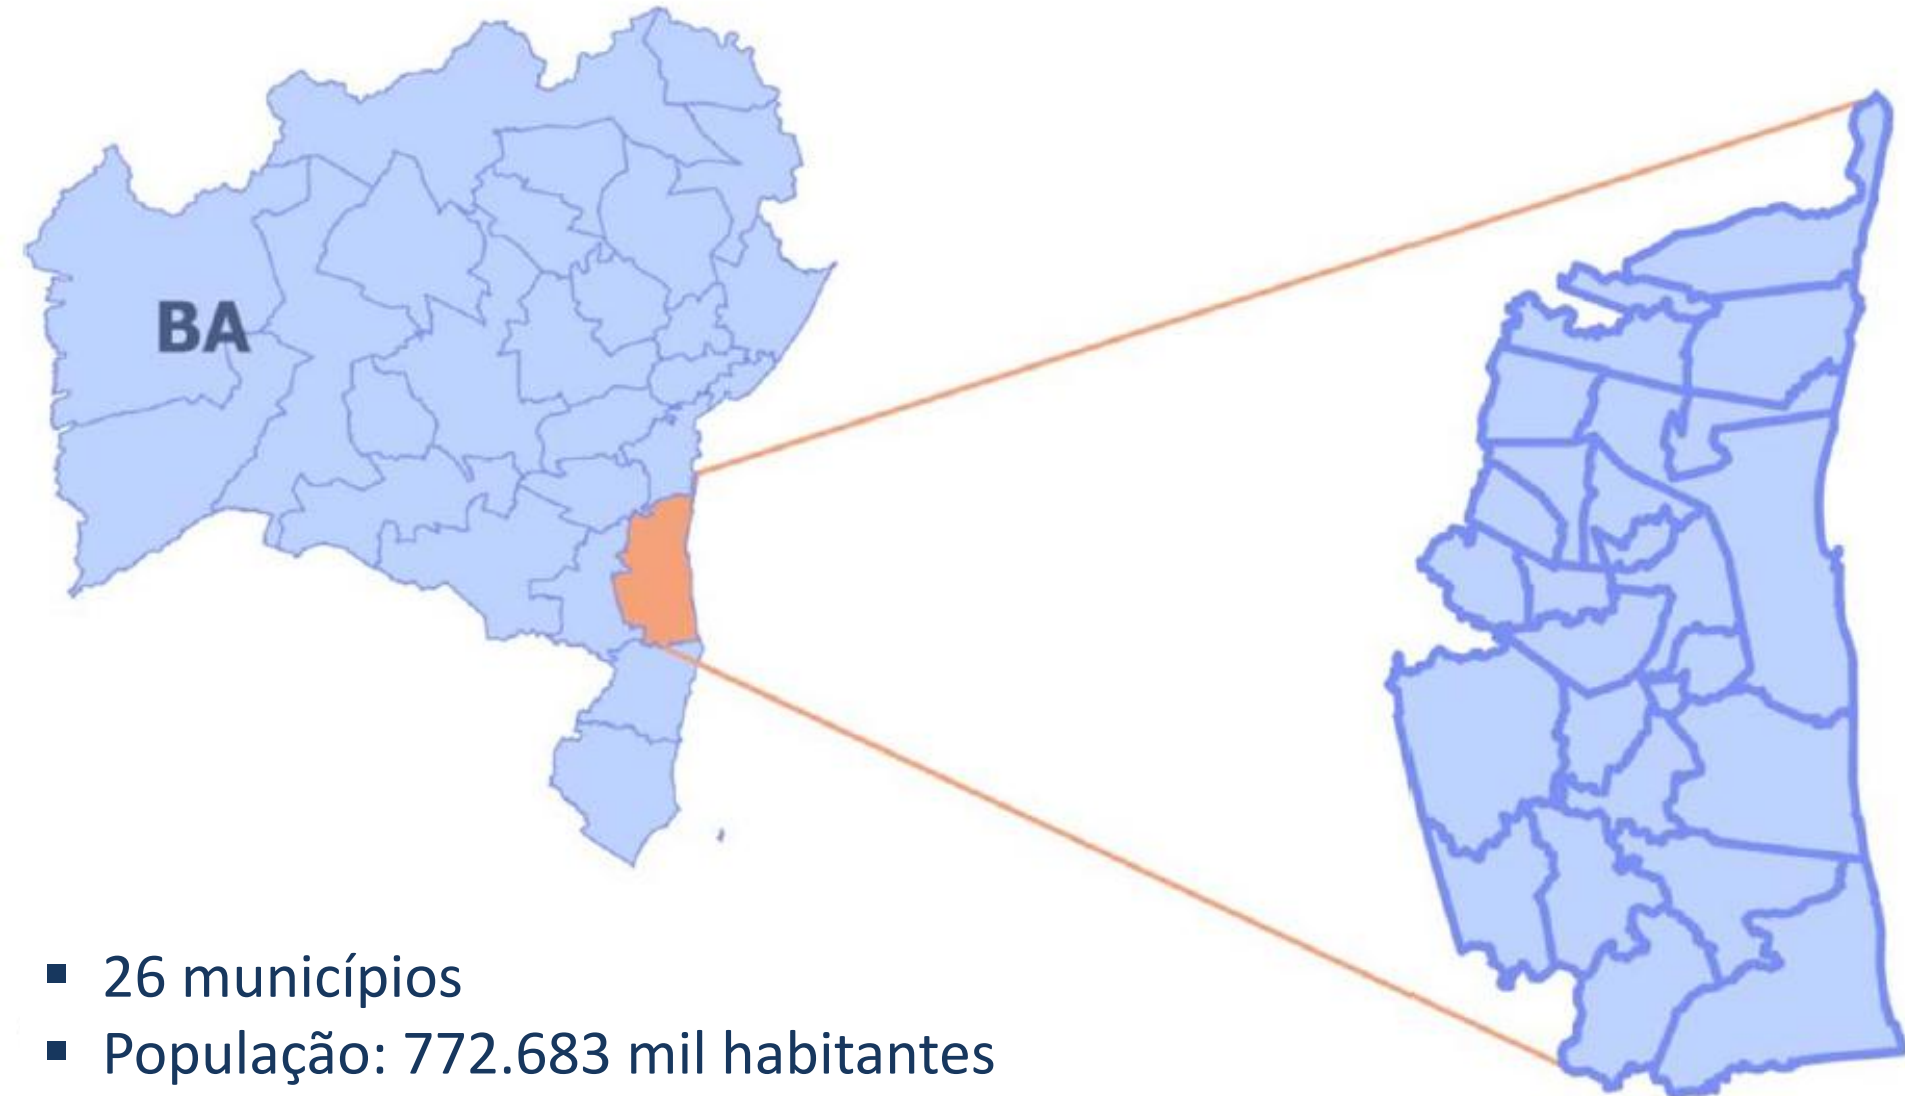 BA
▪ 26 municípios
▪ População: 772.683 mil habitantes